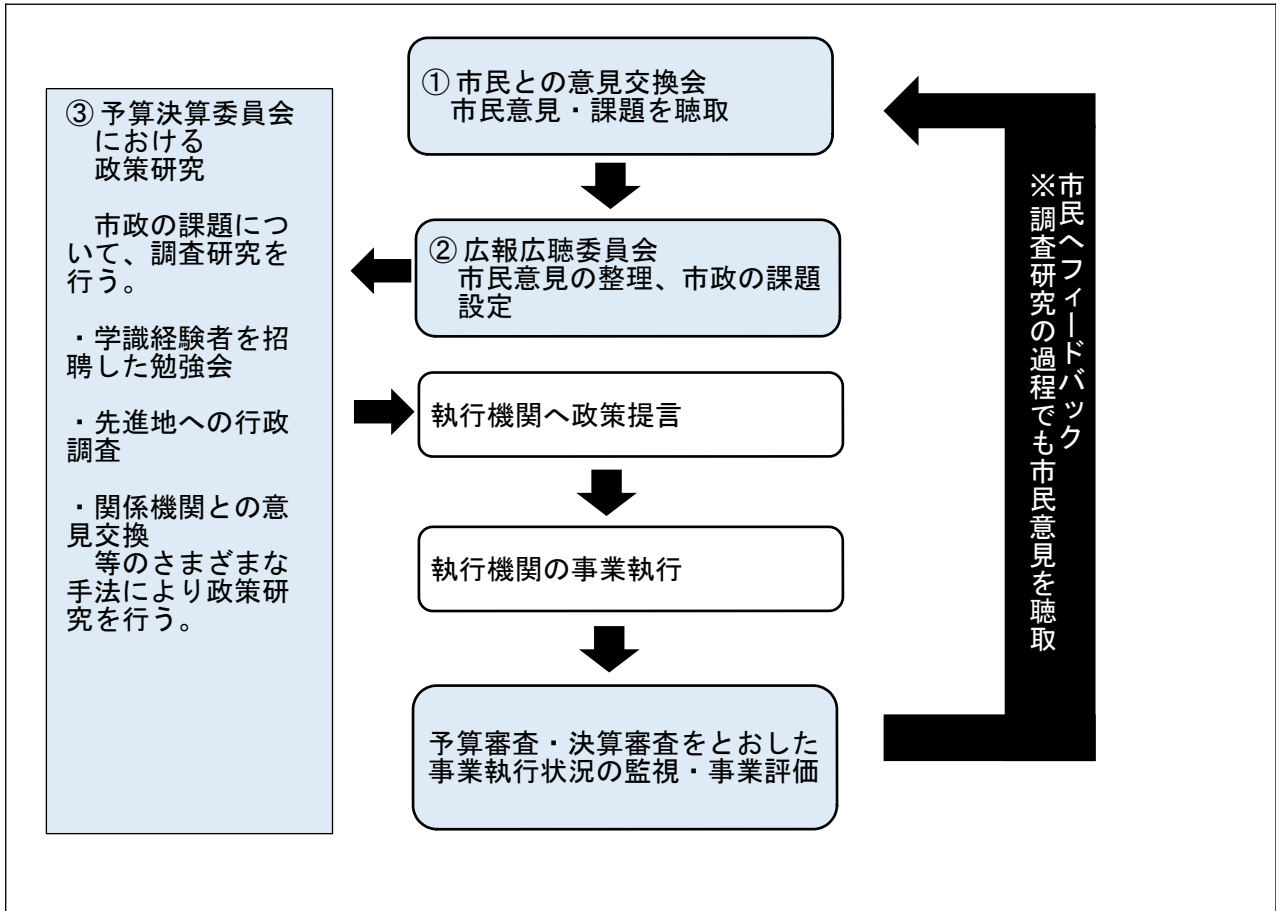 ① 市民との意見交換会
市民意見・課題を聴取
② 広報広聴委員会
市民意見の整理、市政の課題
設定
③ 予算決算委員会
における
政策研究
市政の課題につ
いて、調査研究を
行う。
・学識経験者を招
聘した勉強会
・先進地への行政
調査
・関係機関との意
見交換
等のさまざまな
手法により政策研
究を行う。
執行機関へ政策提言
執行機関の事業執行
予算審査・決算審査をとおした
事業執行状況の監視・事業評価
市民へフィードバック
※調査研究の過程でも市民意見を聴取